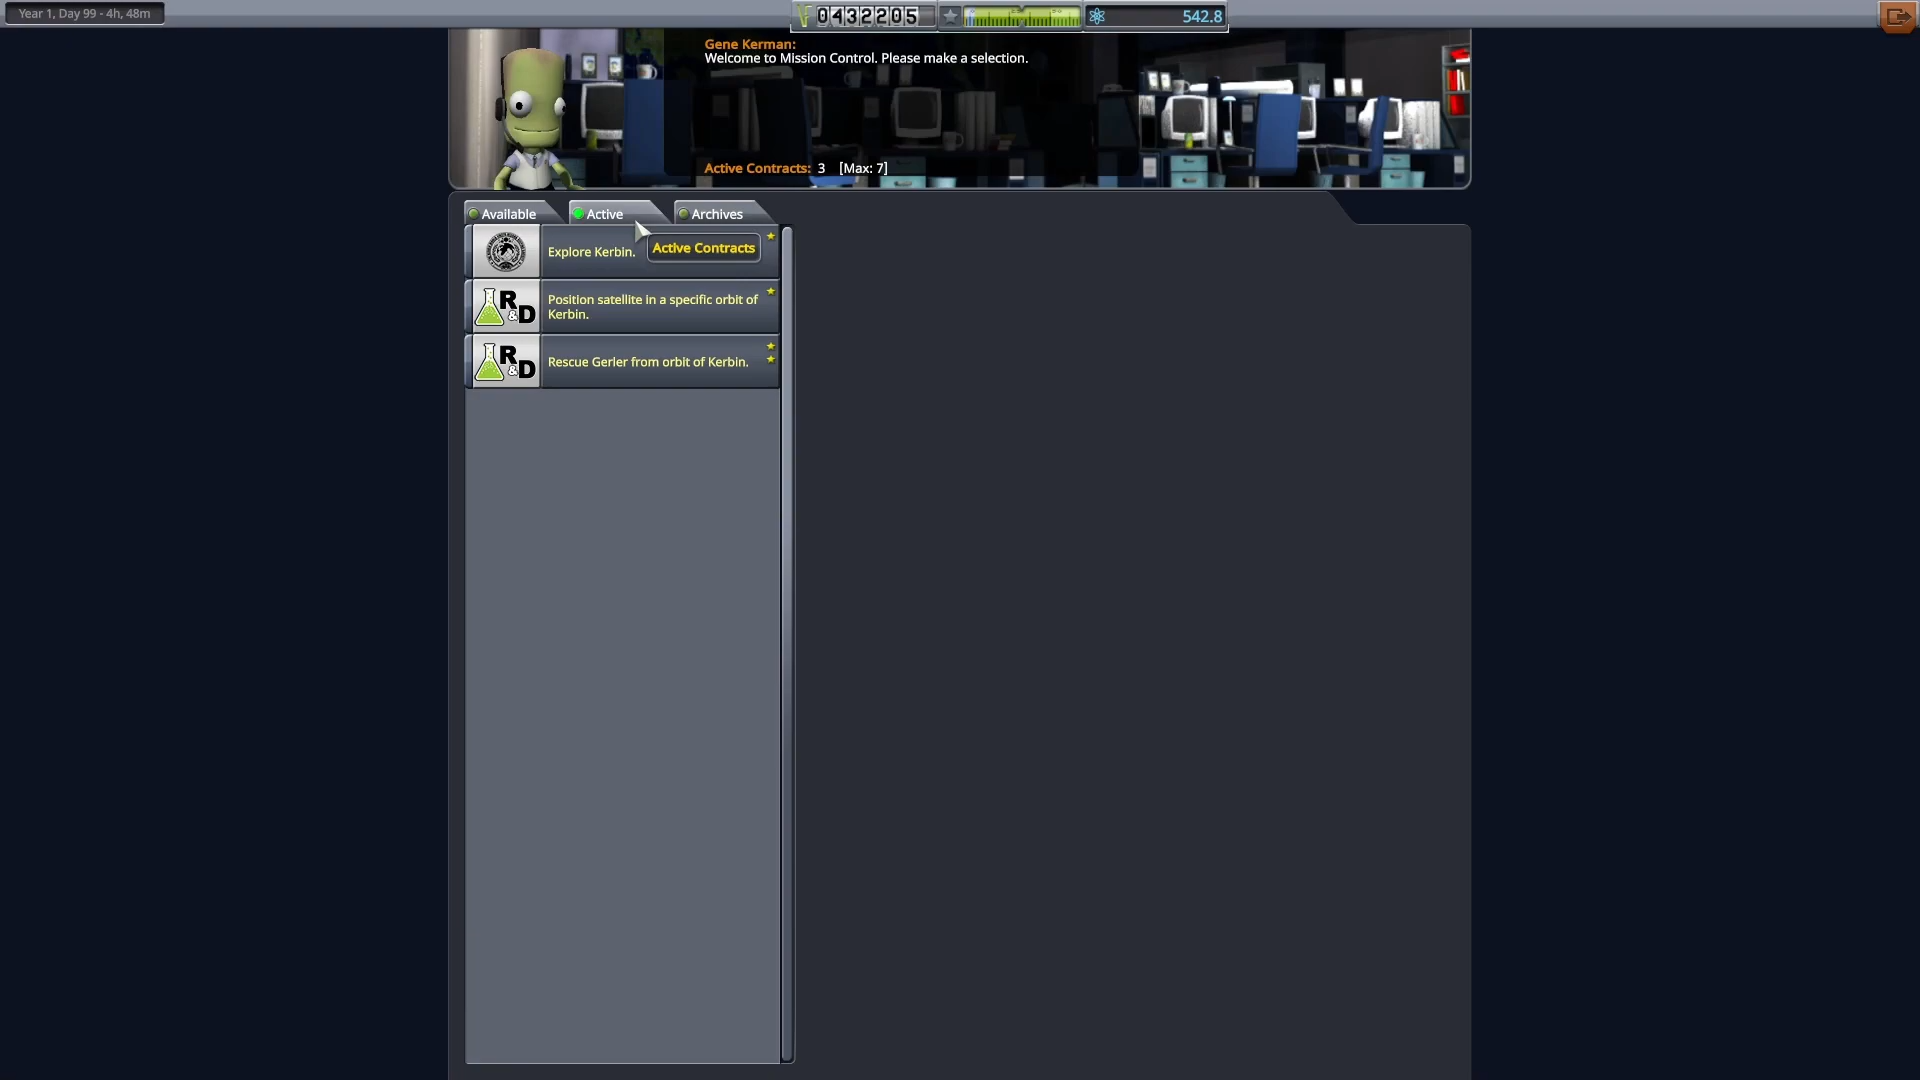 Year 1, Day 99 - 4h, 48m
0432205
542.8
Gene Kerman:
Welcome to Mission Control. Please make a selection.
Active Contracts: 3 [Max: 7]
Available
Active
Archives
Explore Kerbin.
Active Contracts
R&D
Position satellite in a specific orbit of
Kerbin.
R&D
Rescue Gerler from orbit of Kerbin.